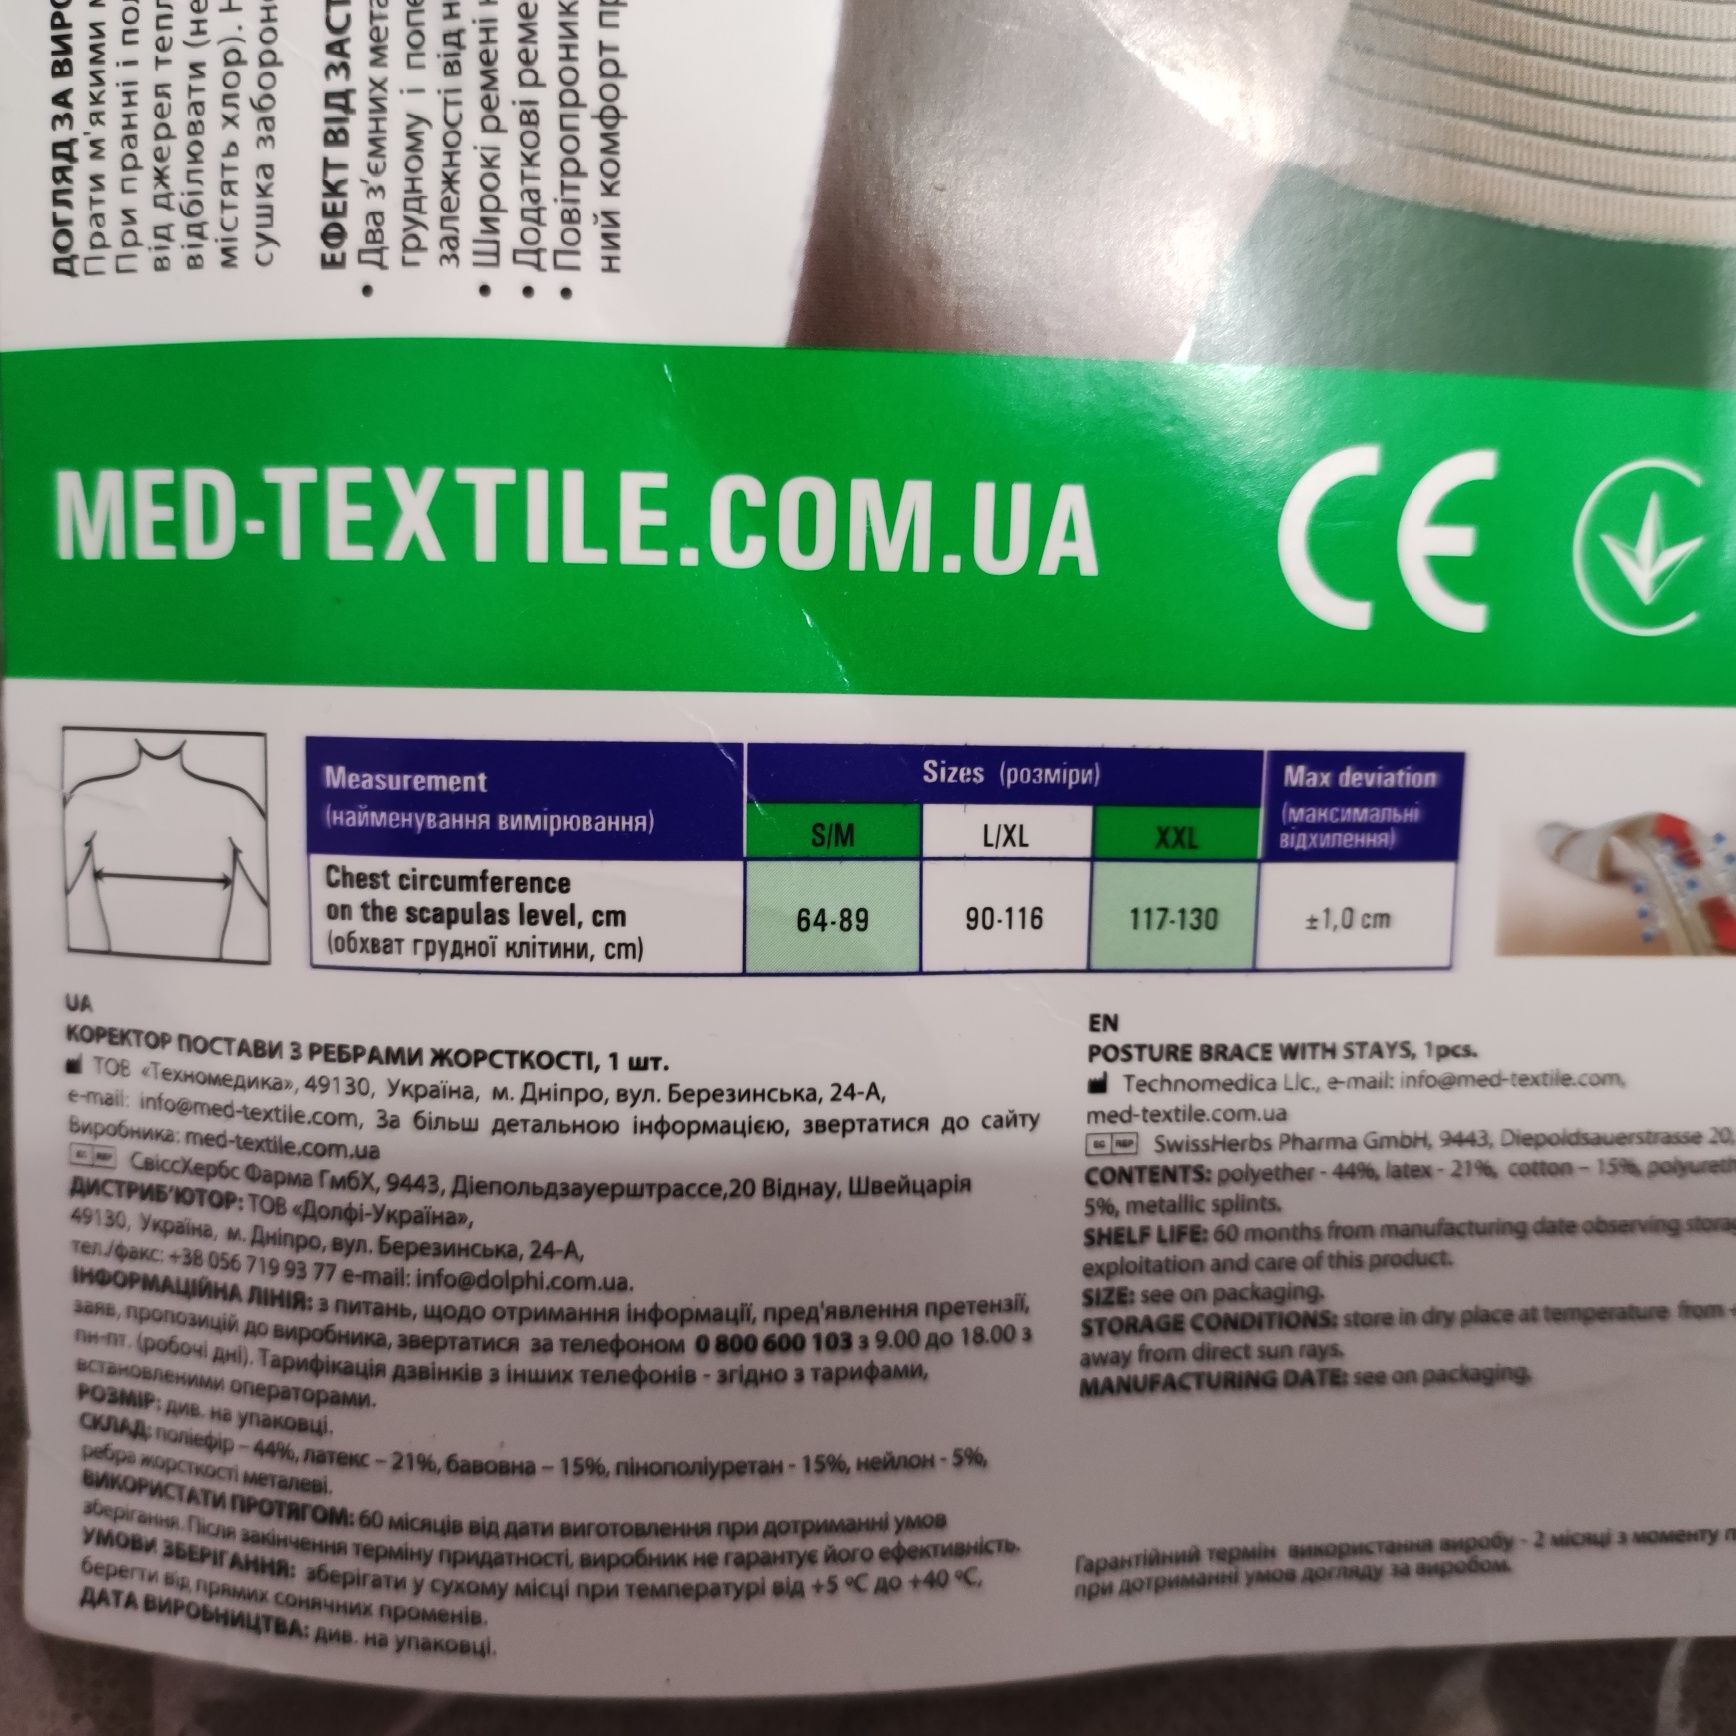 ДОГЛЯД ЗА
Прати м'якими
При пранні і
від джерел
відбілювати
містять хлор).
сушка
ЕФЕКТ ВІД
• Два з'ємних
грудному і
залежності від
• Широкі ремені
• Додаткові
•
ний комфорт
MED-TEXTILE.COM.UA
CE
Measurement
(найменування вимірювання)
Sizes (розміри)
Max deviation
(максимальні
відхилення)
S/M
L/XL
XXL
Chest circumference
on the scapulas level, cm
(обхват грудної клітини, cm)
64-89
90-116
117-130
±1,0 cm
UA
КОРЕКТОР ПОСТАВИ З РЕБРАМИ ЖОРСТКОСТІ, 1 шт.
ТОВ «Техномедика», 49130, Україна, м. Дніпро, вул. Березинська, 24-А,
e-mail: info@med-textile.com, За більш детальною інформацією, звертатися до сайту
Виробника: med-textile.com.ua
EC REP СвіссХербс Фарма ГмбХ, 9443, Діепольдзауерштрассе,20 Віднау, Швейцарія
ДИСТРИБ'ЮТОР: ТОВ «Долфі-Україна»,
49130, Україна, м. Дніпро, вул. Березинська, 24-А,
тел./факс: +38 056 719 93 77 e-mail: info@dolphi.com.ua.
ІНФОРМАЦІЙНА ЛІНІЯ: з питань, щодо отримання інформації, пред'явлення претензії,
заяв, пропозицій до виробника, звертатися за телефоном 0 800 600 103 з 9.00 до 18.00 з
пн-пт. (робочі дні). Тарифікація дзвінків з інших телефонів - згідно з тарифами,
встановленими операторами.
РОЗМІР: див. на упаковці.
СКЛАД: поліефір – 44%, латекс – 21%, бавовна – 15%, пінополіуретан - 15%, нейлон - 5%,
ребра жорсткості металеві.
ВИКОРИСТАТИ ПРОТЯГОМ: 60 місяців від дати виготовлення при дотриманні умов
зберігання. Після закінчення терміну придатності, виробник не гарантує його ефективність.
УМОВИ ЗБЕРІГАННЯ: зберігати у сухому місці при температурі від +5 °C до +40 °C,
берегти від прямих сонячних променів.
ДАТА ВИРОБНИЦТВА: див. на упаковці.
EN
POSTURE BRACE WITH STAYS, 1pcs.
Technomedica Llc., e-mail: info@med-textile.com,
med-textile.com.ua
EC REP SwissHerbs Pharma GmbH, 9443, Diepoldsauerstrasse 20,
CONTENTS: polyether - 44%, latex - 21%, cotton – 15%,
5%, metallic splints.
SHELF LIFE: 60 months from manufacturing date observing
exploitation and care of this product.
SIZE: see on packaging.
STORAGE CONDITIONS: store in dry place at temperature from
away from direct sun rays.
MANUFACTURING DATE: see on packaging.
Гарантійний термін використання виробу - 2 місяці з моменту
при дотриманні умов догляду за виробом.